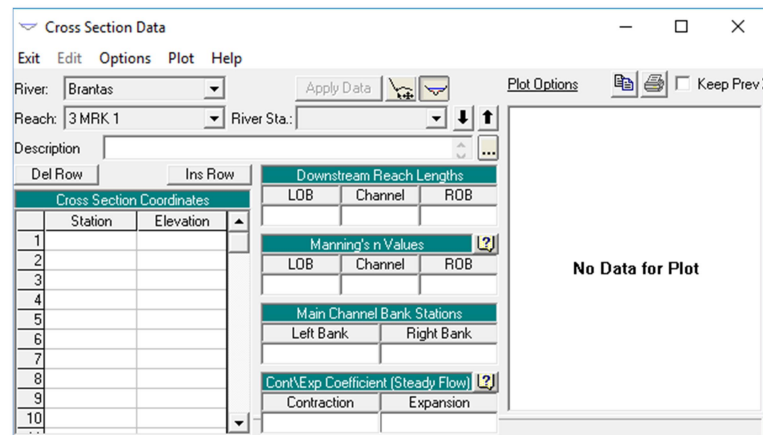 Cross Section Data
Exit Edit Options Plot Help
River: Brantas Apply Data Plot Options Keep Prev
Reach: 3 MRK 1 River Sta.:
Description ...
Del Row Ins Row Downstream Reach Lengths
Cross Section Coordinates LOB Channel ROB
Station Elevation
1
Manning's n Values
2
LOB Channel ROB
3
No Data for Plot
4
Main Channel Bank Stations
5
Left Bank Right Bank
6
7
8
Cont\Exp Coefficient (Steady Flow)
9
Contraction Expansion
10